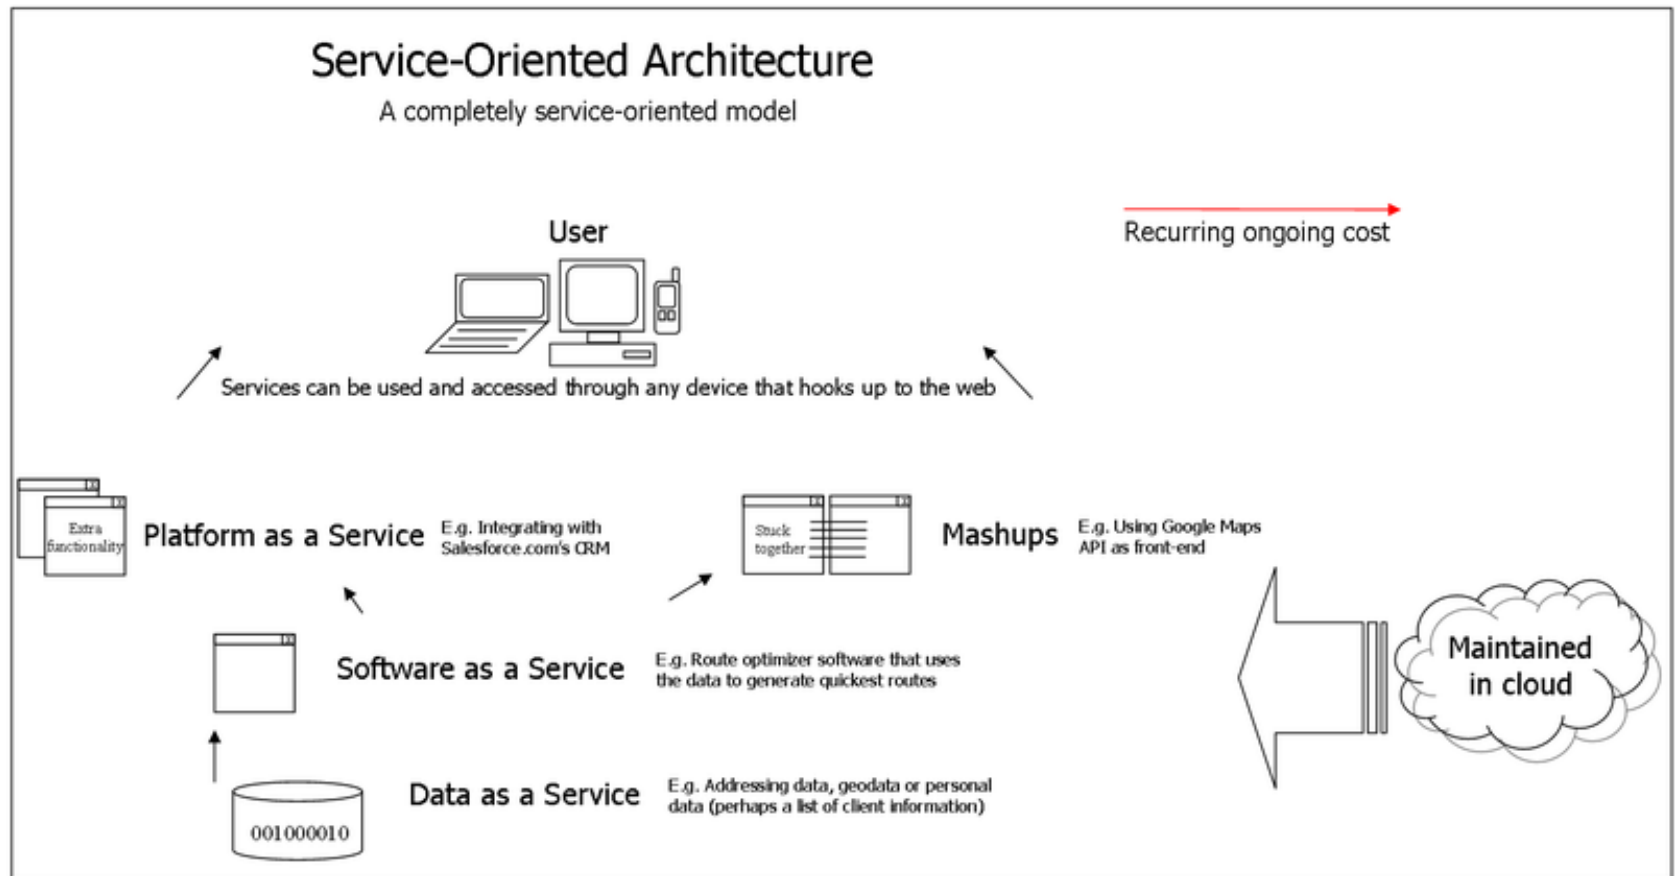 Service-Oriented Architecture
A completely service-oriented model
User
Recurring ongoing cost
Services can be used and accessed through any device that hooks up to the web
Extra
functionality
Platform as a Service
E.g. Integrating with
Salesforce.com's CRM
Stuck
together
Mashups
E.g. Using Google Maps
API as front-end
Software as a Service
E.g. Route optimizer software that uses
the data to generate quickest routes
Maintained
in cloud
001000010
Data as a Service
E.g. Addressing data, geodata or personal
data (perhaps a list of client information)